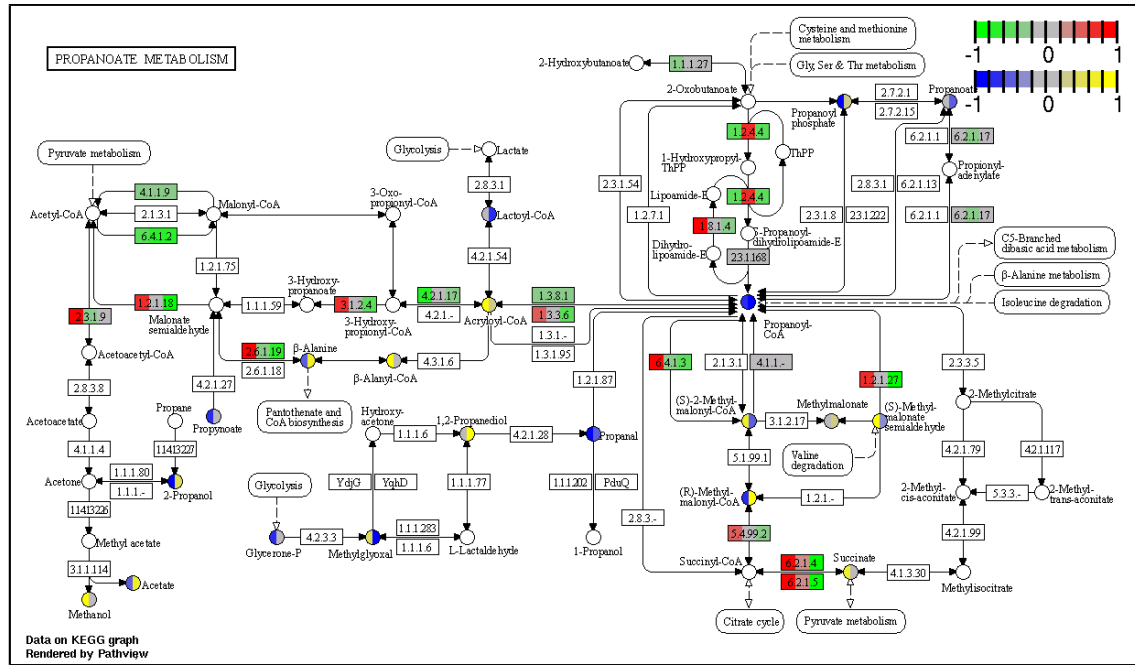 PROPANOATE METABOLISM
Cysteine and methionine
metabolism
Gly, Ser & Thr metabolism
-1 0 1
-1 0 1
2-Hydroxybutanoate
1.1.1.27
2-Oxobutanoate
Propanoyl
phosphate
2.7.2.1
2.7.2.15
Propanoate
6.2.1.1
6.2.1.17
Propionyl-
adenylate
6.2.1.1
6.2.1.17
1.2.4.4
ThPP
1-Hydroxypropyl-
ThPP
Lipoamide-E
1.2.4.4
1.8.1.4
Dihydro-
lipoamide-E
S-Propanoyl-
dihydrolipoamide-E
2.3.1.168
2.3.1.54
1.2.7.1
2.3.1.8
2.3.1.222
2.8.3.1
6.2.1.13
C5-Branched
dibasic acid metabolism
β-Alanine metabolism
Isoleucine degradation
Propanoyl-CoA
Pyruvate metabolism
Acetyl-CoA
4.1.1.9
2.1.3.1
6.4.1.2
Malonyl-CoA
3-Oxo-
propionyl-CoA
Glycolysis
Lactate
2.8.3.1
Lactoyl-CoA
4.2.1.54
1.2.1.75
1.2.1.18
Malonate
semialdehyde
1.1.1.59
3-Hydroxy-
propanoate
3.1.2.4
3-Hydroxy-
propionyl-CoA
4.2.1.17
4.2.1.-
Acryloyl-CoA
1.3.8.1
1.3.3.6
1.3.1.-
1.3.1.95
2.3.1.9
Acetoacetyl-CoA
2.8.3.8
Acetoacetate
4.1.1.4
Acetone
1.1.1.80
1.1.1.-
2-Propanol
Propane
1.14.13.227
1.14.13.226
Methyl acetate
3.1.1.114
Acetate
Methanol
2.6.1.19
2.6.1.18
β-Alanine
4.3.1.6
β-Alanyl-CoA
Pantothenate and
CoA biosynthesis
4.2.1.27
Propynoate
Hydroxy-
acetone
1.1.1.6
1,2-Propanediol
4.2.1.28
Propanal
1.2.1.87
YdjG
YqhD
1.1.1.77
1.1.1.202
PduQ
Glycolysis
Glycerone-P
4.2.3.3
Methylglyoxal
1.1.1.283
1.1.1.6
L-Lactaldehyde
1-Propanol
6.4.1.3
2.1.3.1
4.1.1.-
1.2.1.27
(S)-2-Methyl-
malonyl-CoA
3.1.2.17
Methylmalonate
(S)-Methyl-
malonate
semialdehyde
Valine
degradation
5.1.99.1
(R)-Methyl-
malonyl-CoA
1.2.1.-
2.8.3.-
5.4.99.2
Succinyl-CoA
6.2.1.4
6.2.1.5
Succinate
4.1.3.30
Methylisocitrate
Citrate cycle
Pyruvate metabolism
2.3.3.5
2-Methylcitrate
4.2.1.79
4.2.1.117
2-Methyl-
cis-aconitate
5.3.3.-
2-Methyl-
trans-aconitate
4.2.1.99
Data on KEGG graph
Rendered by Pathview